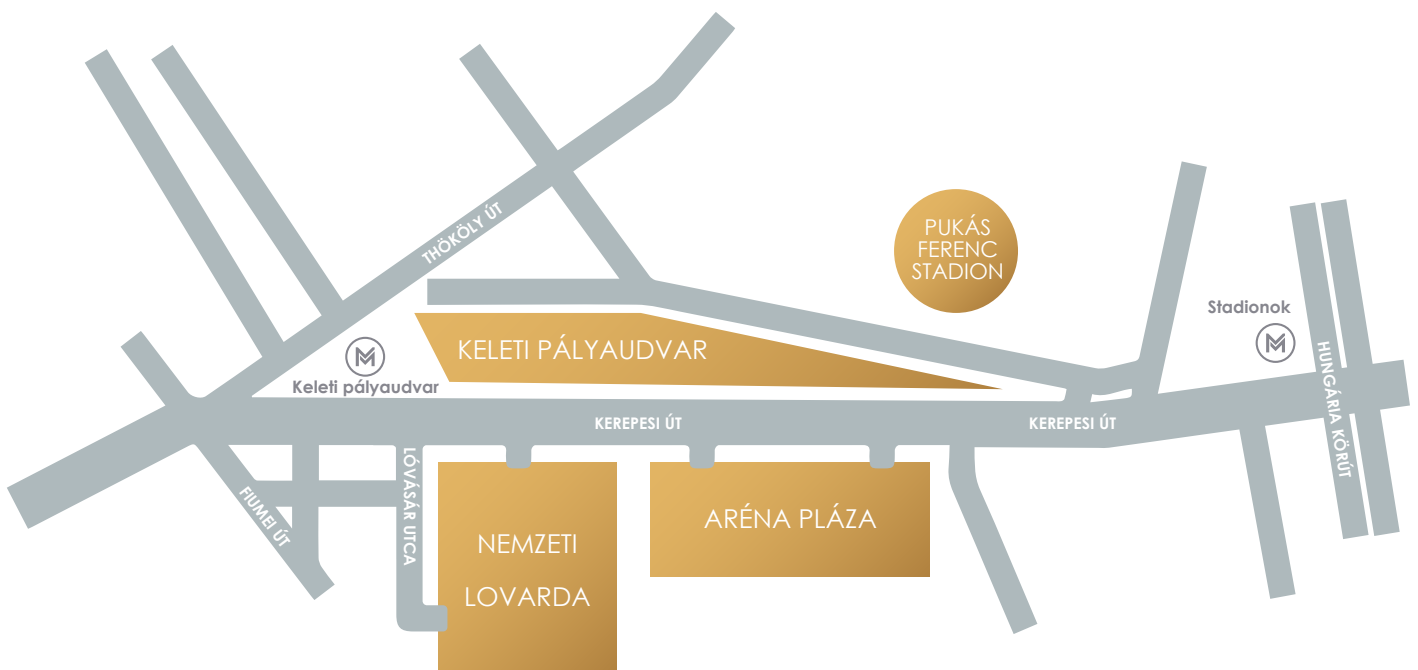 THÖKÖLY ÚT
PUKÁS
FERENC
STADION
Stadionok
KELETI PÁLYAUDVAR
Keleti pályaudvar
HUNGÁRIA KÖRÚT
KEREPESI ÚT
KEREPESI ÚT
LÓVÁSÁR UTCA
FIUMEI ÚT
NEMZETI
LOVARDA
ARÉNA PLÁZA